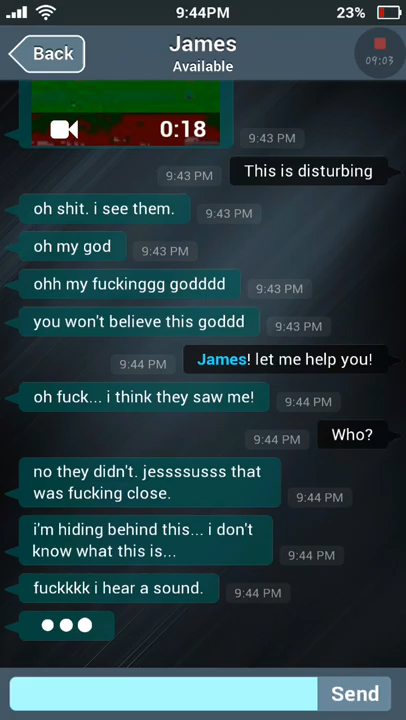 9:44PM
23%
Back
James
Available
09:03
0:18
9:43 PM
9:43 PM
This is disturbing
oh shit. i see them.
9:43 PM
oh my god
9:43 PM
ohh my fuckinggg godddd
9:43 PM
you won't believe this goddd
9:43 PM
9:44 PM
James! let me help you!
oh fuck... i think they saw me!
9:44 PM
9:44 PM
Who?
no they didn't. jessssusss that
was fucking close.
9:44 PM
i'm hiding behind this... i don't
know what this is...
9:44 PM
fuckkkk i hear a sound.
9:44 PM
Send